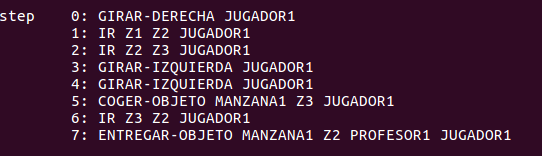 step 0: GIRAR-DERECHA JUGADOR1
1: IR Z1 Z2 JUGADOR1
2: IR Z2 Z3 JUGADOR1
3: GIRAR-IZQUIERDA JUGADOR1
4: GIRAR-IZQUIERDA JUGADOR1
5: COGER-OBJETO MANZANA1 Z3 JUGADOR1
6: IR Z3 Z2 JUGADOR1
7: ENTREGAR-OBJETO MANZANA1 Z2 PROFESOR1 JUGADOR1